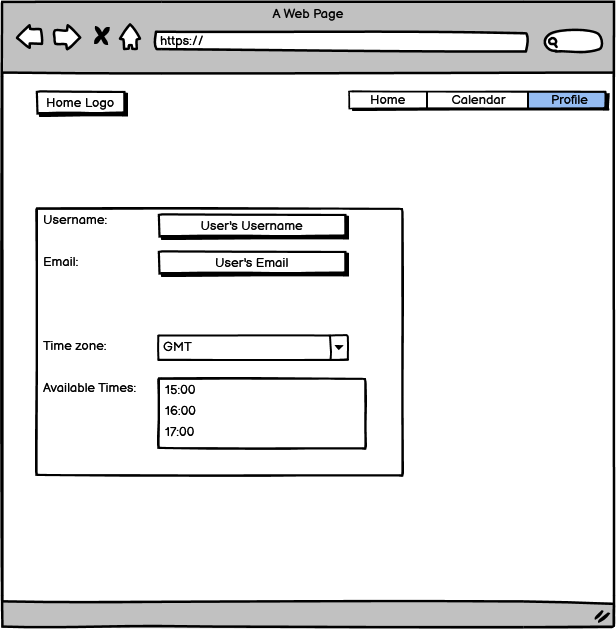 A Web Page
https://
Home Logo
Home Calendar Profile
Username: User's Username
Email: User's Email
Time zone: GMT
Available Times: 15:00
16:00
17:00